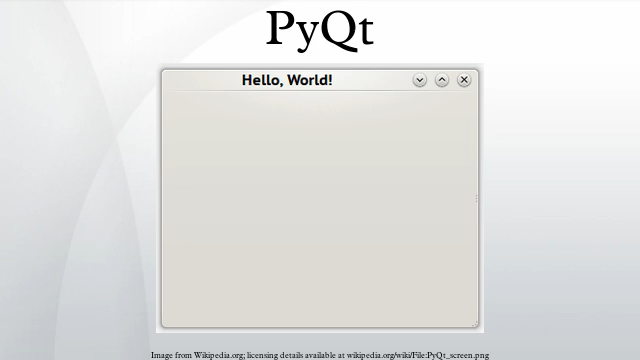 PyQt
Hello, World!
Image from Wikipedia.org; licensing details available at wikipedia.org/wiki/File:PyQt_screen.png